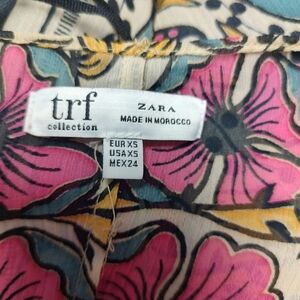 trf
collection
ZARA
MADE IN MOROCCO
EUR XS
USA XS
MEX 24